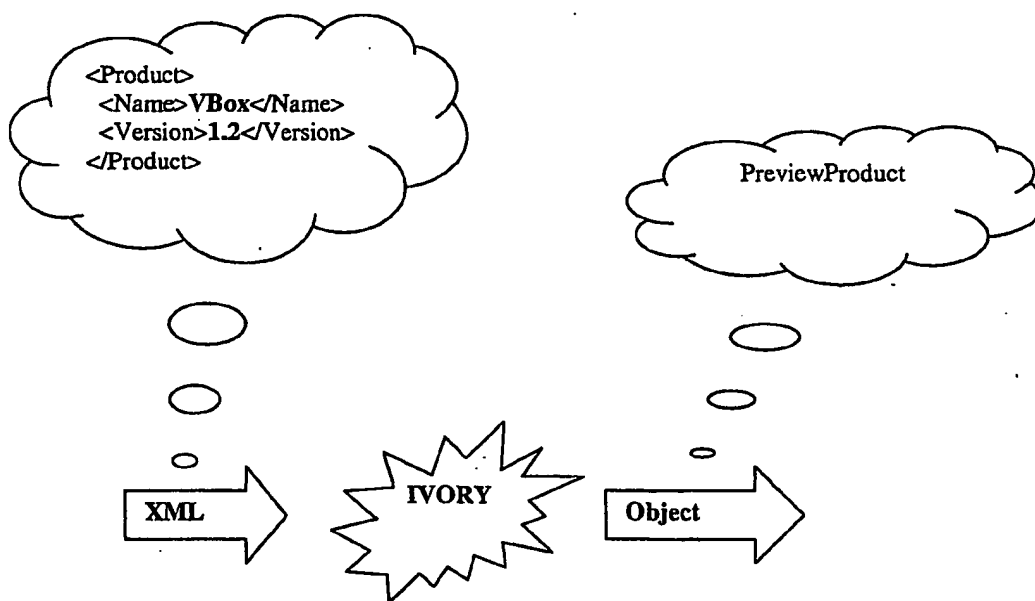 <Product>
<Name>VBox</Name>
<Version>1.2</Version>
</Product>
PreviewProduct
XML
IVORY
Object